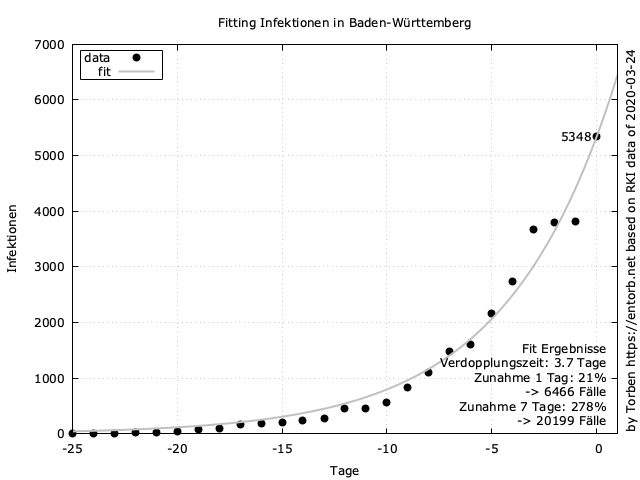 Fitting Infektionen in Baden-Württemberg
7000
6000
5000
4000
3000
2000
1000
0
-25
-20
-15
-10
-5
0
Infektionen
Tage
data
fit
5348
Fit Ergebnisse
Verdopplungszeit: 3.7 Tage
Zunahme 1 Tag: 21%
-> 6466 Fälle
Zunahme 7 Tage: 278%
-> 20199 Fälle
by Torben https://entorb.net based on RKI data of 2020-03-24